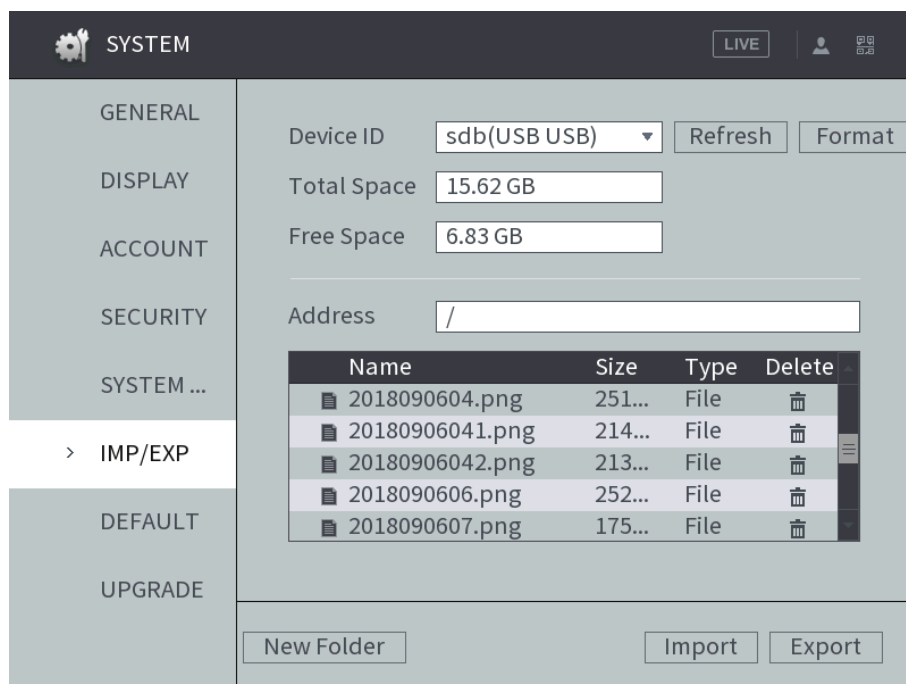 SYSTEM
LIVE
GENERAL
DISPLAY
ACCOUNT
SECURITY
SYSTEM ...
IMP/EXP
DEFAULT
UPGRADE
Device ID sdb(USB USB) Refresh Format
Total Space 15.62 GB
Free Space 6.83 GB
Address /
Name Size Type Delete
2018090604.png 251... File
20180906041.png 214... File
20180906042.png 213... File
2018090606.png 252... File
2018090607.png 175... File
New Folder Import Export